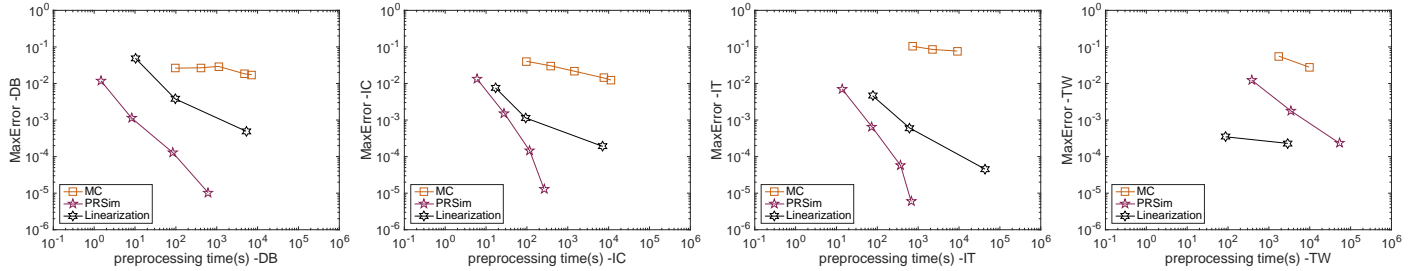 MaxError -DB
10^0
10^-1
10^-2
10^-3
10^-4
10^-5
10^-6
MC
PRSim
Linearization
10^-1 10^0 10^1 10^2 10^3 10^4 10^5 10^6
preprocessing time(s) -DB
MaxError -IC
10^0
10^-1
10^-2
10^-3
10^-4
10^-5
10^-6
MC
PRSim
Linearization
10^-1 10^0 10^1 10^2 10^3 10^4 10^5 10^6
preprocessing time(s) -IC
MaxError -IT
10^0
10^-1
10^-2
10^-3
10^-4
10^-5
10^-6
MC
PRSim
Linearization
10^-1 10^0 10^1 10^2 10^3 10^4 10^5 10^6
preprocessing time(s) -IT
MaxError -TW
10^0
10^-1
10^-2
10^-3
10^-4
10^-5
10^-6
MC
PRSim
Linearization
10^-1 10^0 10^1 10^2 10^3 10^4 10^5 10^6
preprocessing time(s) -TW